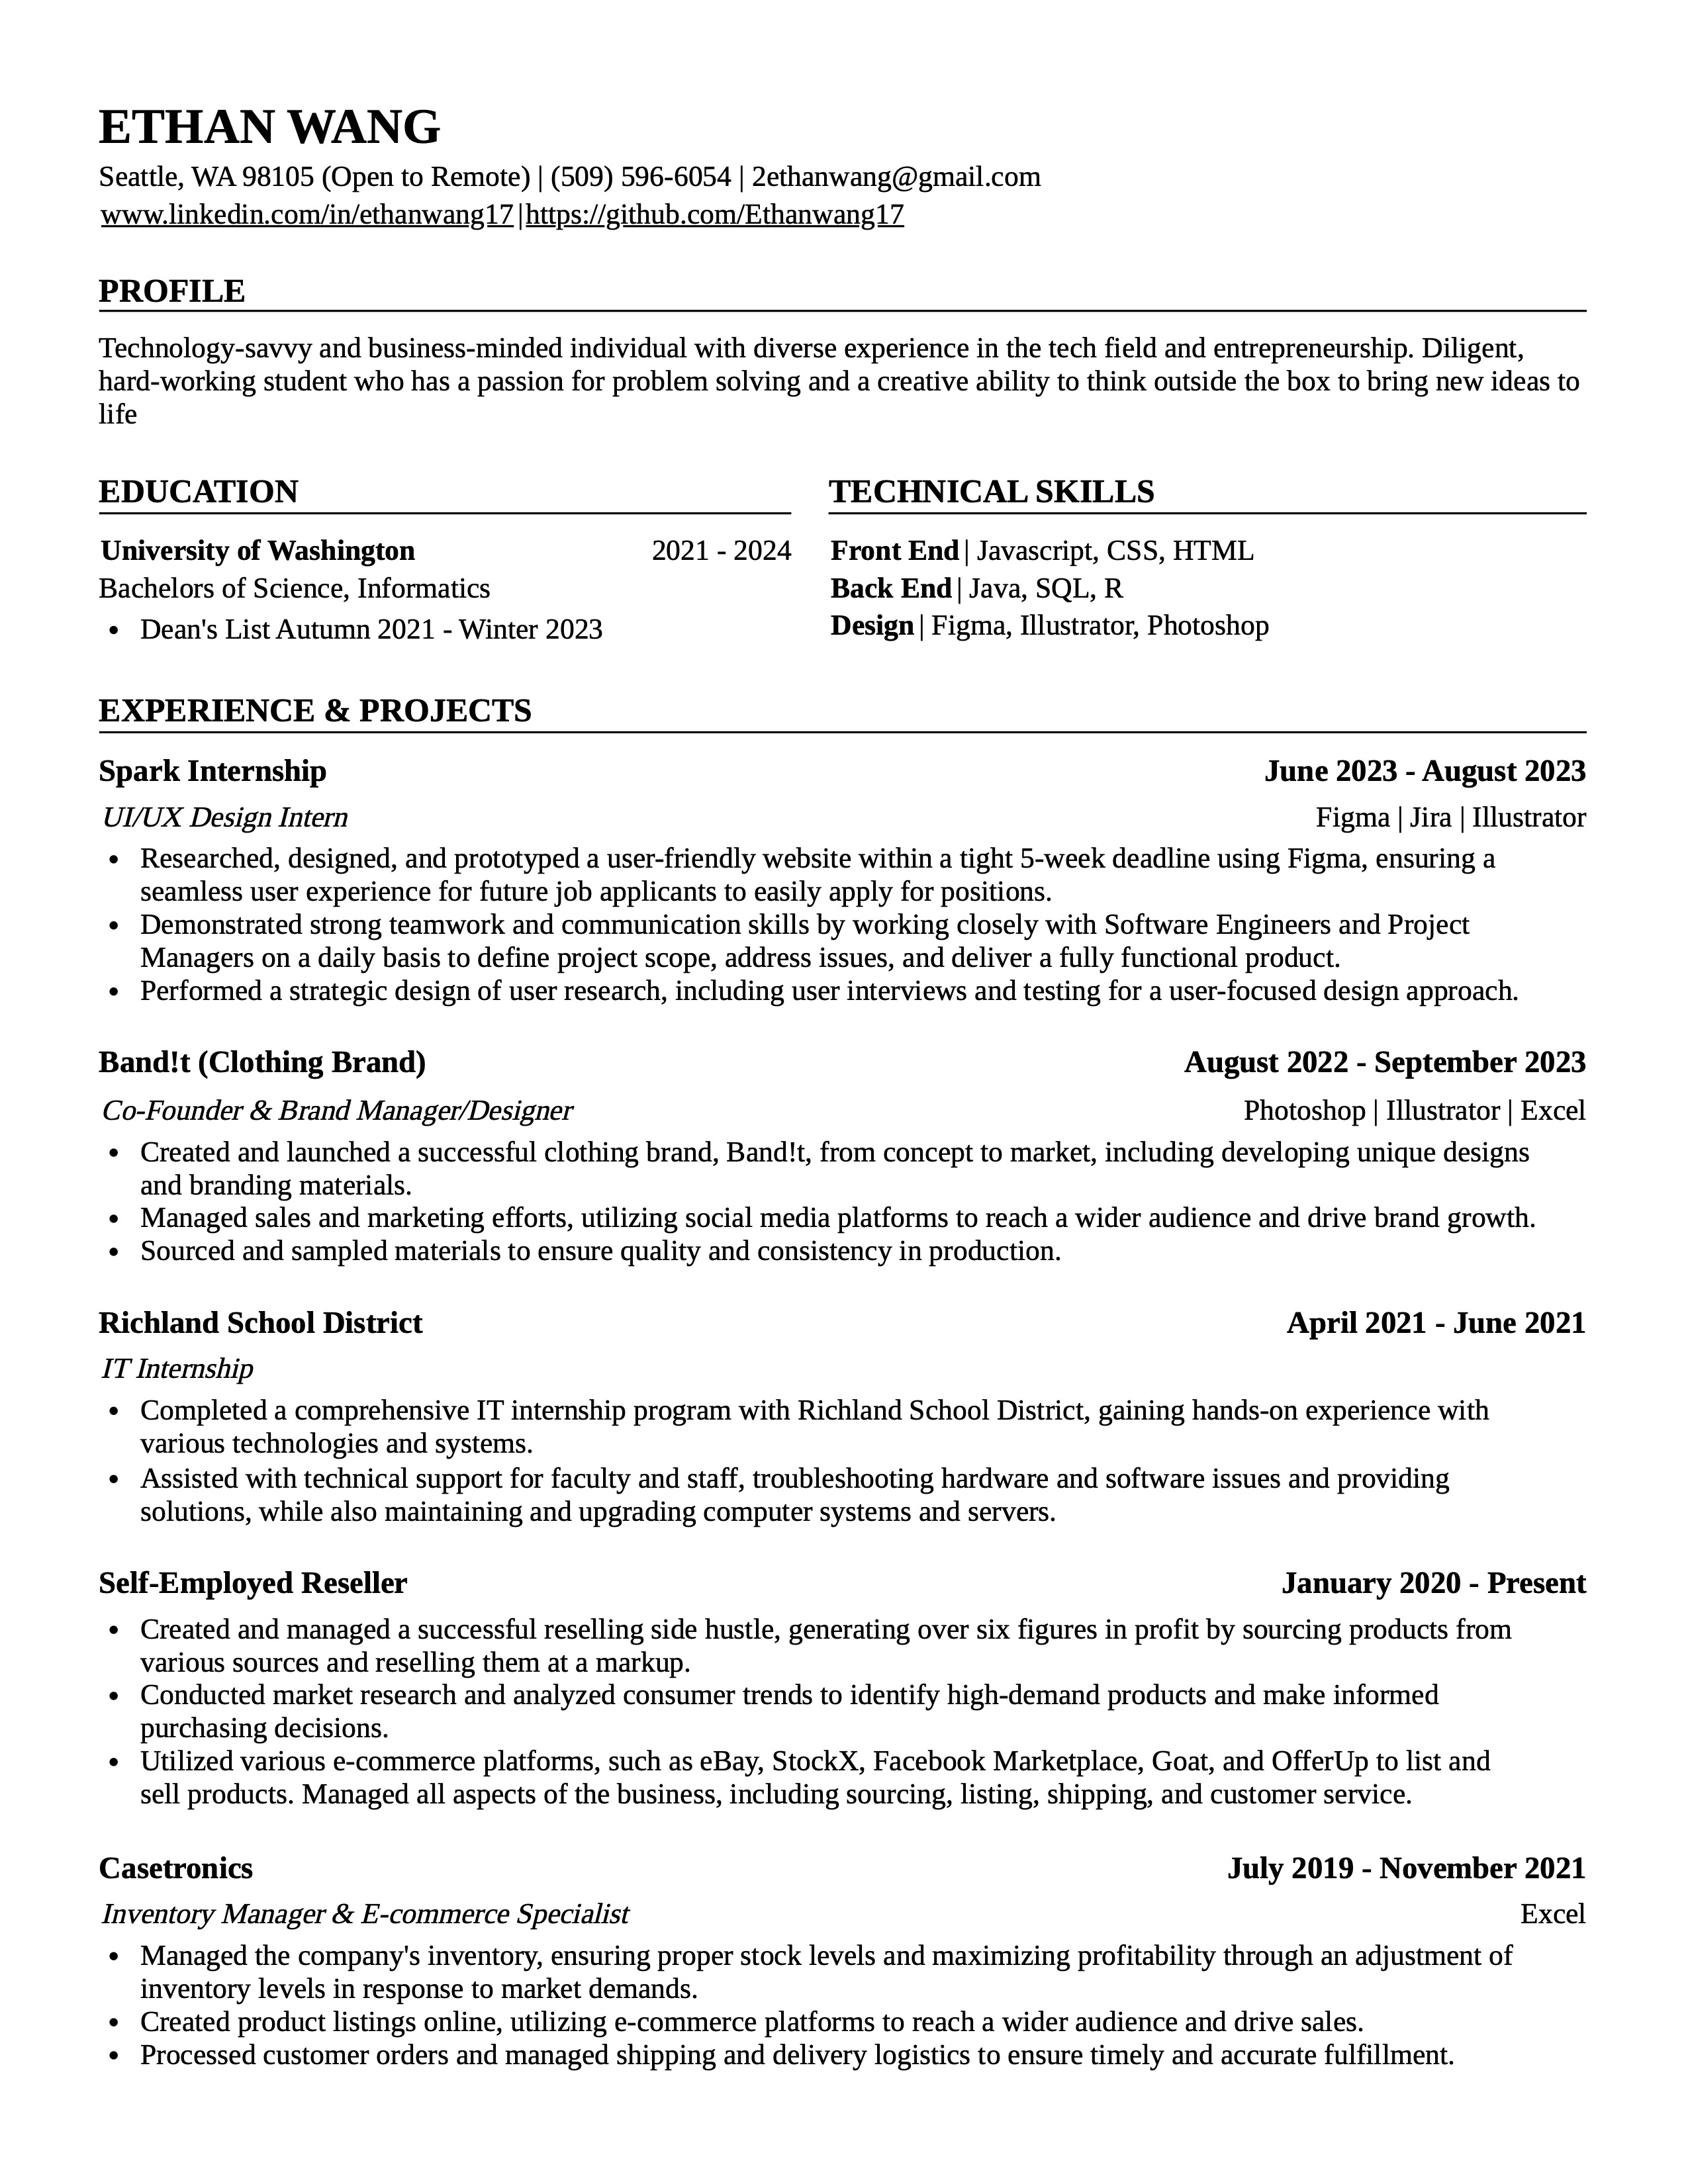 ETHAN WANG
Seattle, WA 98105 (Open to Remote) | (509) 596-6054 | 2ethanwang@gmail.com
www.linkedin.com/in/ethanwang17 | https://github.com/Ethanwang17
PROFILE
Technology-savvy and business-minded individual with diverse experience in the tech field and entrepreneurship. Diligent,
hard-working student who has a passion for problem solving and a creative ability to think outside the box to bring new ideas to
life
EDUCATION
University of Washington 2021 - 2024
Bachelors of Science, Informatics
• Dean's List Autumn 2021 - Winter 2023
TECHNICAL SKILLS
Front End | Javascript, CSS, HTML
Back End | Java, SQL, R
Design | Figma, Illustrator, Photoshop
EXPERIENCE & PROJECTS
Spark Internship June 2023 - August 2023
UI/UX Design Intern Figma | Jira | Illustrator
• Researched, designed, and prototyped a user-friendly website within a tight 5-week deadline using Figma, ensuring a
seamless user experience for future job applicants to easily apply for positions.
• Demonstrated strong teamwork and communication skills by working closely with Software Engineers and Project
Managers on a daily basis to define project scope, address issues, and deliver a fully functional product.
• Performed a strategic design of user research, including user interviews and testing for a user-focused design approach.
Band!t (Clothing Brand) August 2022 - September 2023
Co-Founder & Brand Manager/Designer Photoshop | Illustrator | Excel
• Created and launched a successful clothing brand, Band!t, from concept to market, including developing unique designs
and branding materials.
• Managed sales and marketing efforts, utilizing social media platforms to reach a wider audience and drive brand growth.
• Sourced and sampled materials to ensure quality and consistency in production.
Richland School District April 2021 - June 2021
IT Internship
• Completed a comprehensive IT internship program with Richland School District, gaining hands-on experience with
various technologies and systems.
• Assisted with technical support for faculty and staff, troubleshooting hardware and software issues and providing
solutions, while also maintaining and upgrading computer systems and servers.
Self-Employed Reseller January 2020 - Present
• Created and managed a successful reselling side hustle, generating over six figures in profit by sourcing products from
various sources and reselling them at a markup.
• Conducted market research and analyzed consumer trends to identify high-demand products and make informed
purchasing decisions.
• Utilized various e-commerce platforms, such as eBay, StockX, Facebook Marketplace, Goat, and OfferUp to list and
sell products. Managed all aspects of the business, including sourcing, listing, shipping, and customer service.
Casetronics July 2019 - November 2021
Inventory Manager & E-commerce Specialist Excel
• Managed the company's inventory, ensuring proper stock levels and maximizing profitability through an adjustment of
inventory levels in response to market demands.
• Created product listings online, utilizing e-commerce platforms to reach a wider audience and drive sales.
• Processed customer orders and managed shipping and delivery logistics to ensure timely and accurate fulfillment.